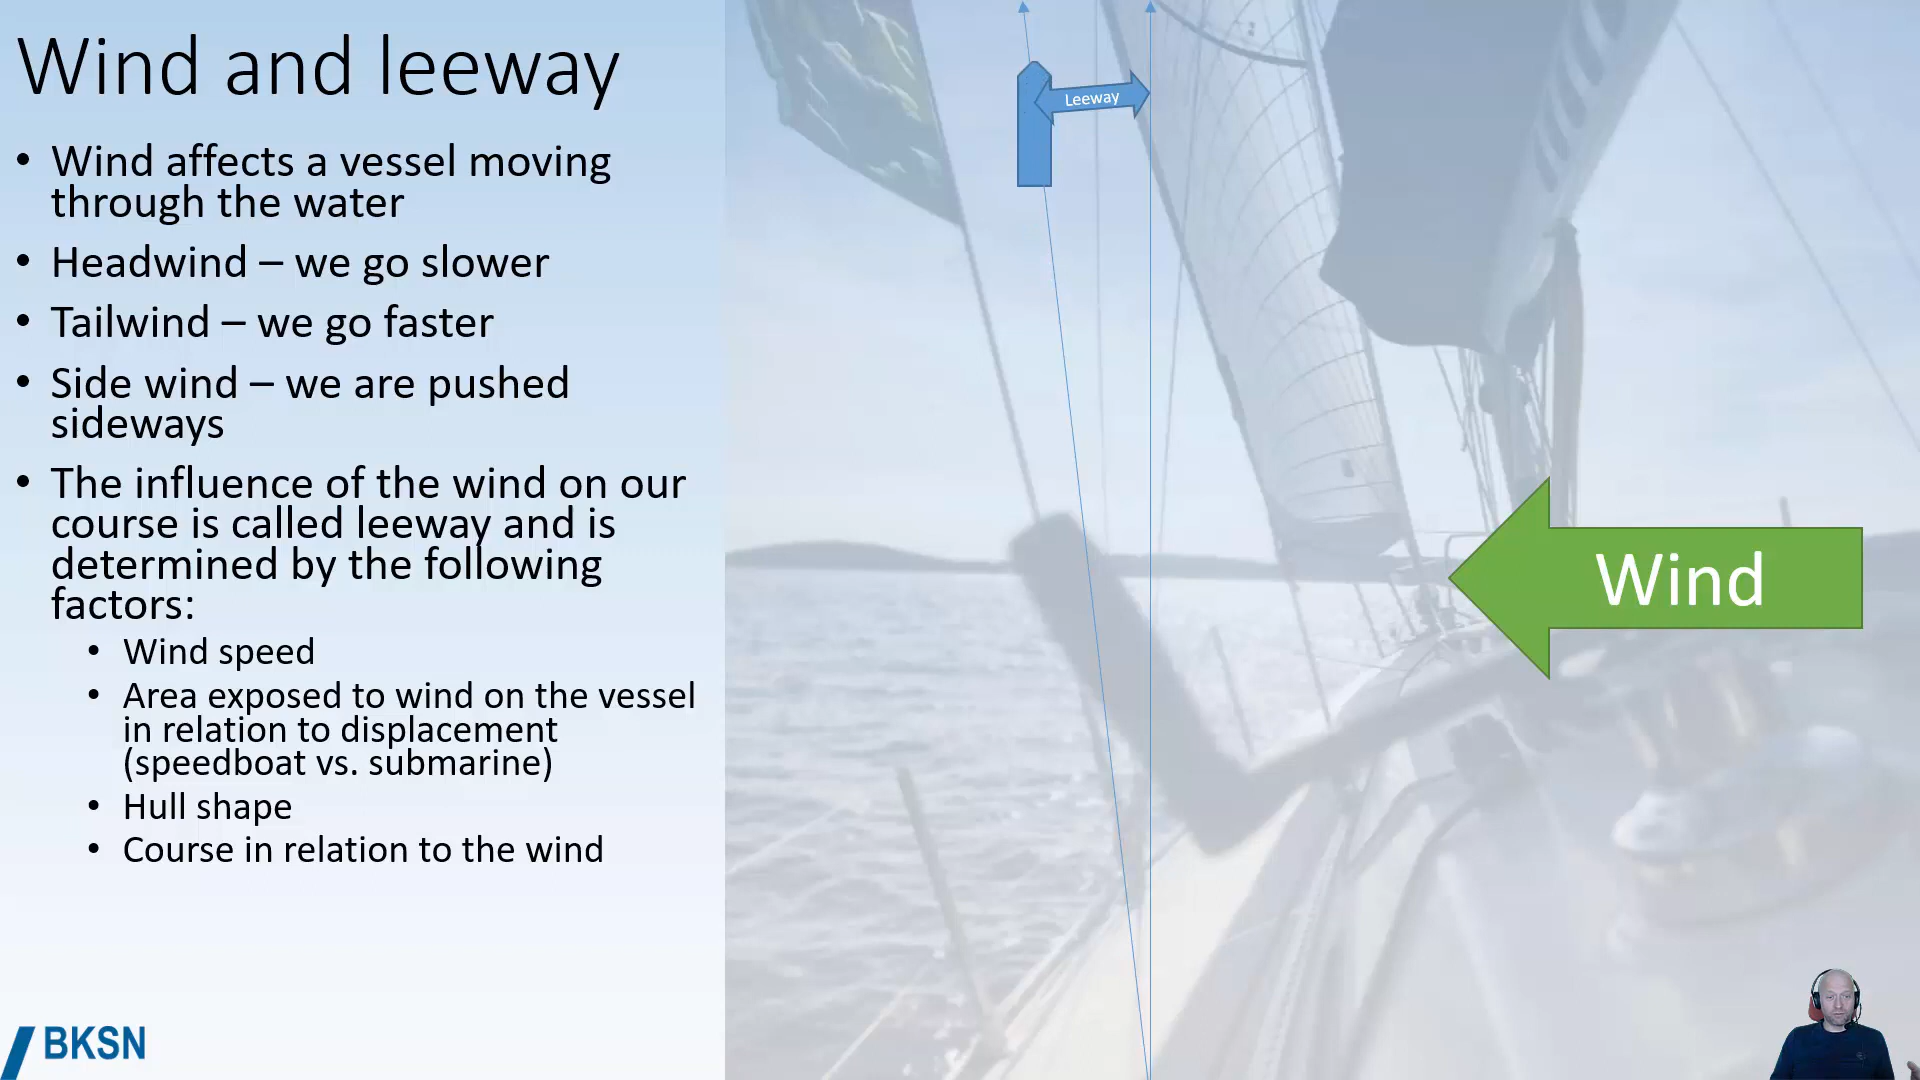 Wind and leeway
Leeway
• Wind affects a vessel moving
through the water
• Headwind – we go slower
• Tailwind – we go faster
• Side wind – we are pushed
sideways
• The influence of the wind on our
course is called leeway and is
determined by the following
factors:
• Wind speed
• Area exposed to wind on the vessel
in relation to displacement
(speedboat vs. submarine)
• Hull shape
• Course in relation to the wind
Wind
BKSN